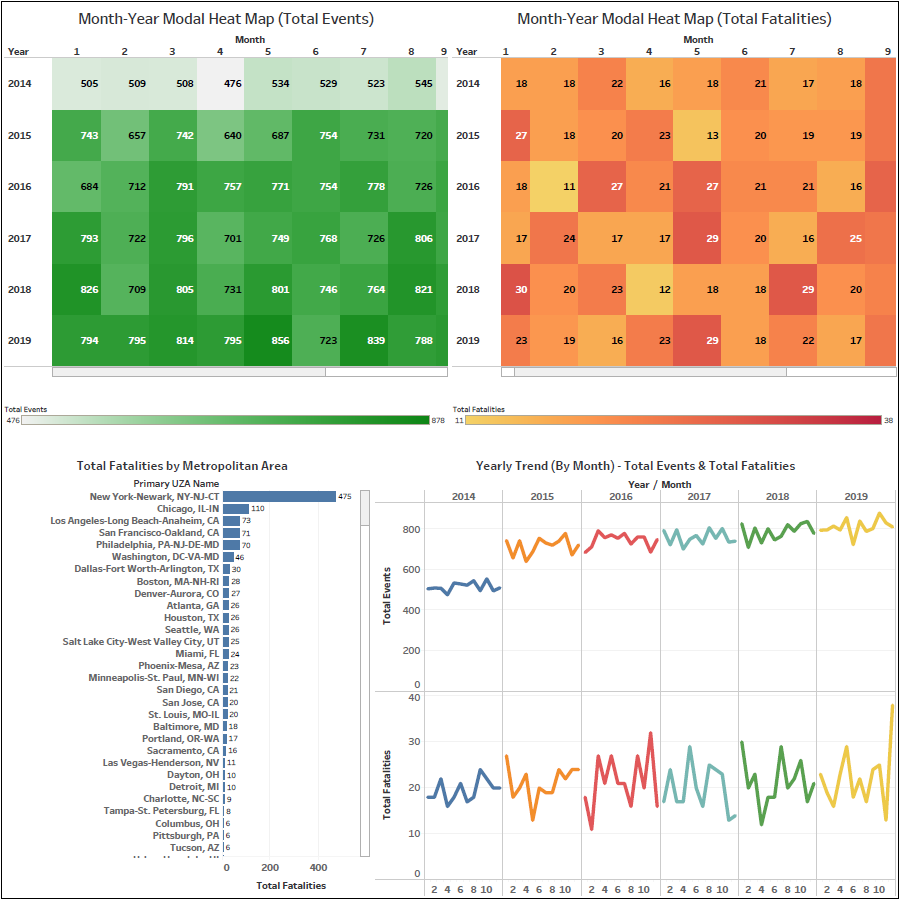 Month-Year Modal Heat Map (Total Events)
Month
Year 1 2 3 4 5 6 7 8 9
2014 505 509 508 476 534 529 523 545
2015 743 657 742 640 687 754 731 720
2016 684 712 791 757 771 754 778 726
2017 793 722 796 701 749 768 726 806
2018 826 709 805 731 801 746 764 821
2019 794 795 814 795 856 723 839 788
Total Events
476 878
Month-Year Modal Heat Map (Total Fatalities)
Month
Year 1 2 3 4 5 6 7 8 9
2014 18 18 22 16 18 21 17 18
2015 27 18 20 23 13 20 19 19
2016 18 11 27 21 27 21 21 16
2017 17 24 17 17 29 20 16 25
2018 30 20 23 12 18 18 29 20
2019 23 19 16 23 29 18 22 17
Total Fatalities
11 38
Total Fatalities by Metropolitan Area
Primary UZA Name
New York-Newark, NY-NJ-CT 475
Chicago, IL-IN 110
Los Angeles-Long Beach-Anaheim, CA 73
San Francisco-Oakland, CA 71
Philadelphia, PA-NJ-DE-MD 70
Washington, DC-VA-MD 46
Dallas-Fort Worth-Arlington, TX 30
Boston, MA-NH-RI 28
Denver-Aurora, CO 27
Atlanta, GA 26
Houston, TX 26
Seattle, WA 26
Salt Lake City-West Valley City, UT 25
Miami, FL 24
Phoenix-Mesa, AZ 23
Minneapolis-St. Paul, MN-WI 22
San Diego, CA 21
San Jose, CA 20
St. Louis, MO-IL 20
Baltimore, MD 18
Portland, OR-WA 17
Sacramento, CA 16
Las Vegas-Henderson, NV 11
Dayton, OH 10
Detroit, MI 10
Charlotte, NC-SC 9
Tampa-St. Petersburg, FL 8
Columbus, OH 6
Pittsburgh, PA 6
Tucson, AZ 6
0 200 400
Total Fatalities
Yearly Trend (By Month) - Total Events & Total Fatalities
Year / Month
2014 2015 2016 2017 2018 2019
Total Events
800
600
400
200
0
Total Fatalities
40
30
20
10
0
2 4 6 8 10 2 4 6 8 10 2 4 6 8 10 2 4 6 8 10 2 4 6 8 10 2 4 6 8 10